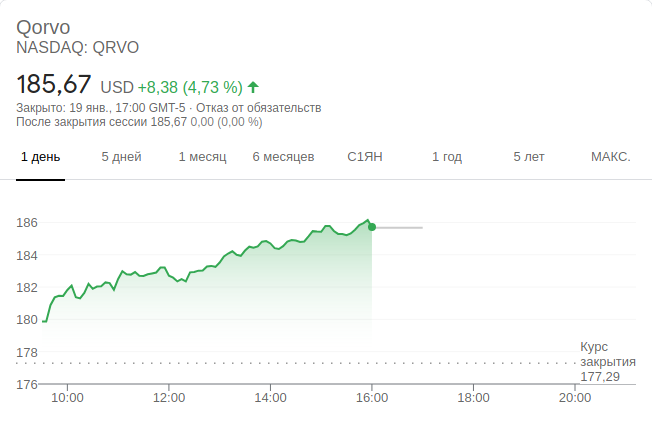 Qorvo
NASDAQ: QRVO
185,67 USD +8,38 (4,73 %)
Закрыто: 19 янв., 17:00 GMT-5 · Отказ от обязательств
После закрытия сессии 185,67 0,00 (0,00 %)
1 день 5 дней 1 месяц 6 месяцев С1ЯН 1 год 5 лет МАКС.
186
184
182
180
178
Курс
закрытия
177,29
176
10:00 12:00 14:00 16:00 18:00 20:00